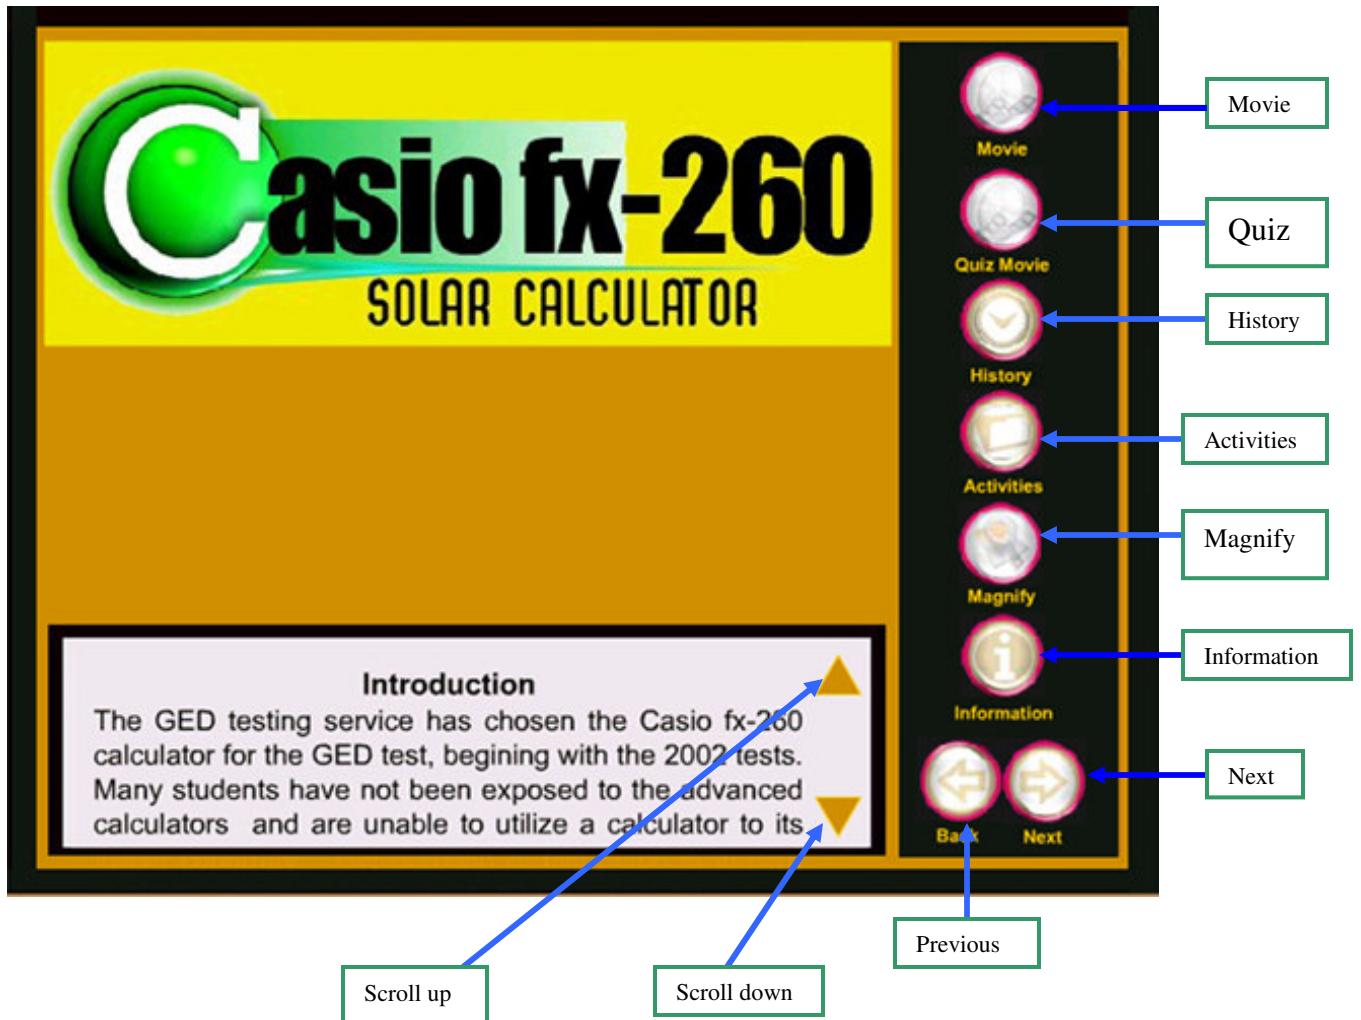 Casio fx-260
SOLAR CALCULATOR
Movie
Movie
Quiz Movie
Quiz
History
History
Activities
Activities
Magnify
Magnify
Information
Information
Introduction
The GED testing service has chosen the Casio fx-260
calculator for the GED test, begining with the 2002 tests.
Many students have not been exposed to the advanced
calculators and are unable to utilize a calculator to its
Back
Next
Next
Previous
Scroll up
Scroll down